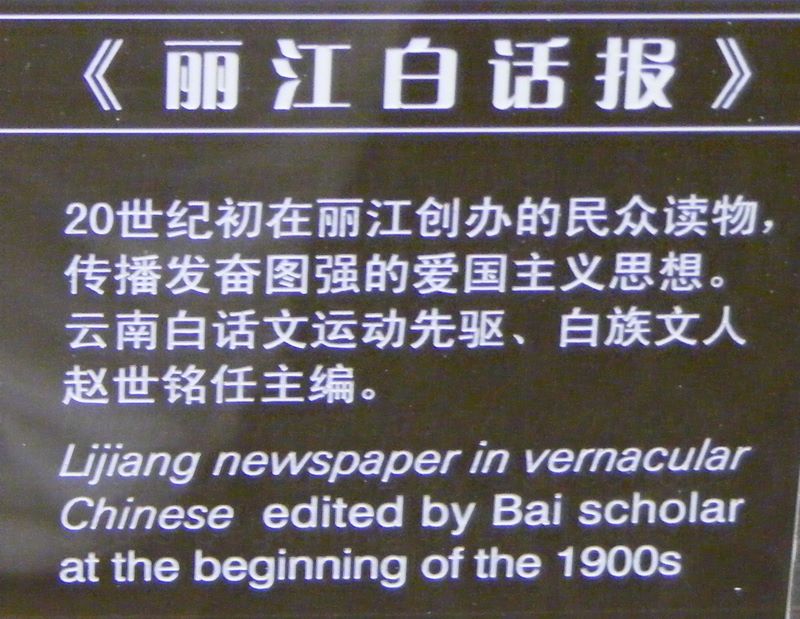 《丽江白话报》
20世纪初在丽江创办的民众读物，
传播发奋图强的爱国主义思想。
云南白话文运动先驱、白族文人
赵世铭任主编。
Lijiang newspaper in vernacular
Chinese edited by Bai scholar
at the beginning of the 1900s